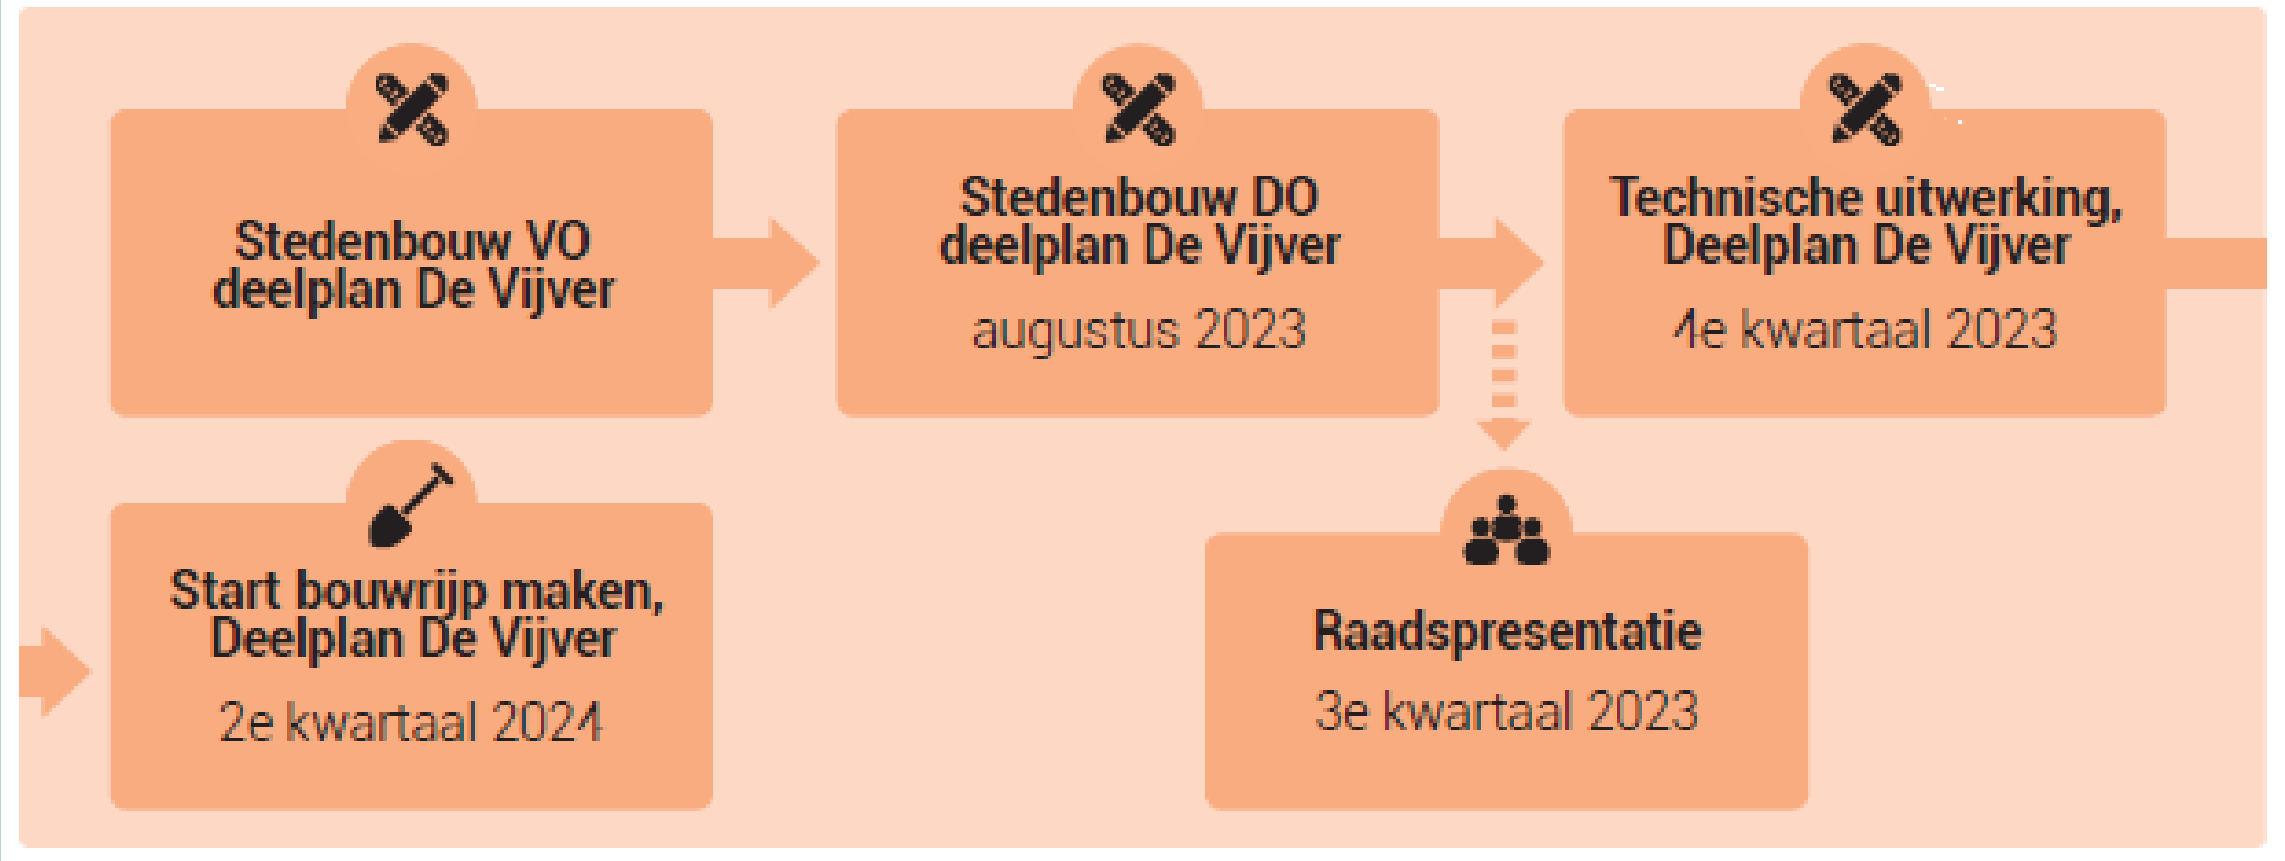 Stedenbouw VO
deelplan De Vijver
Stedenbouw DO
deelplan De Vijver
augustus 2023
Technische uitwerking,
Deelplan De Vijver
4e kwartaal 2023
Start bouwrijp maken,
Deelplan De Vijver
2e kwartaal 2024
Raadspresentatie
3e kwartaal 2023